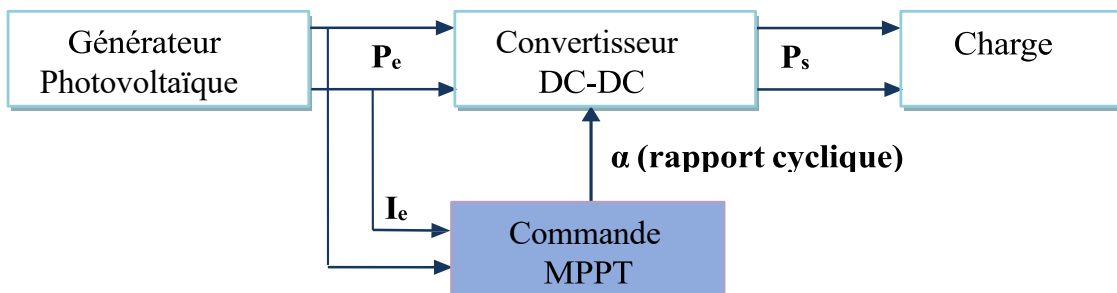 Générateur
Photovoltaïque
Pe
Convertisseur
DC-DC
Ps
Charge
α (rapport cyclique)
Ie
Commande
MPPT